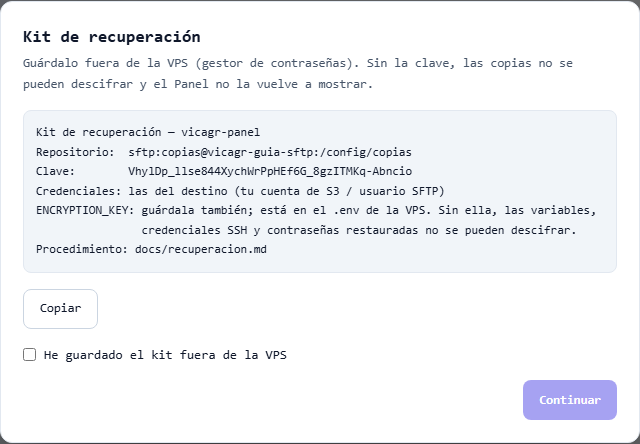 Kit de recuperación
Guárdalo fuera de la VPS (gestor de contraseñas). Sin la clave, las copias no se
pueden descifrar y el Panel no la vuelve a mostrar.
Kit de recuperación — vicagr-panel
Repositorio: sftp:copias@vicagr-guia-sftp:/config/copias
Clave: VhylDp_llse844XychWrPpHEf6G_8gzITMKq-Abncio
Credenciales: las del destino (tu cuenta de S3 / usuario SFTP)
ENCRYPTION_KEY: guárdala también; está en el .env de la VPS. Sin ella, las variables,
credenciales SSH y contraseñas restauradas no se pueden descifrar.
Procedimiento: docs/recuperacion.md
Copiar
He guardado el kit fuera de la VPS
Continuar